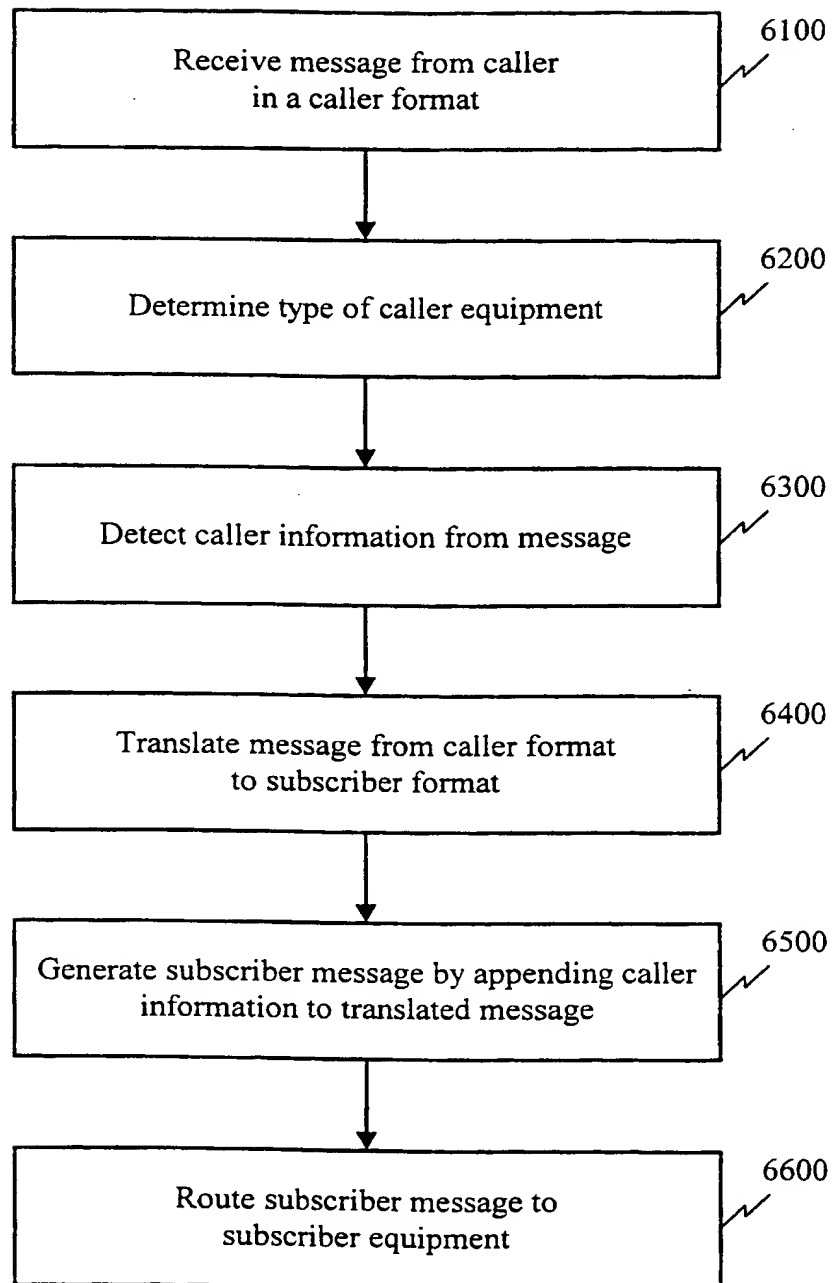 6100
Receive message from caller
in a caller format
6200
Determine type of caller equipment
6300
Detect caller information from message
6400
Translate message from caller format
to subscriber format
6500
Generate subscriber message by appending caller
information to translated message
6600
Route subscriber message to
subscriber equipment